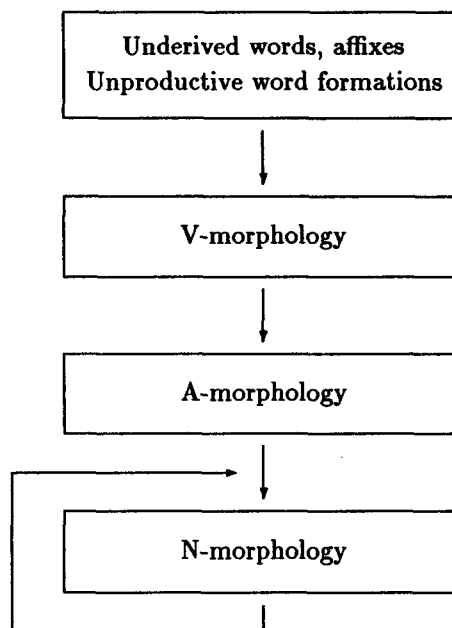 Underived words, affixes
Unproductive word formations
V-morphology
A-morphology
N-morphology